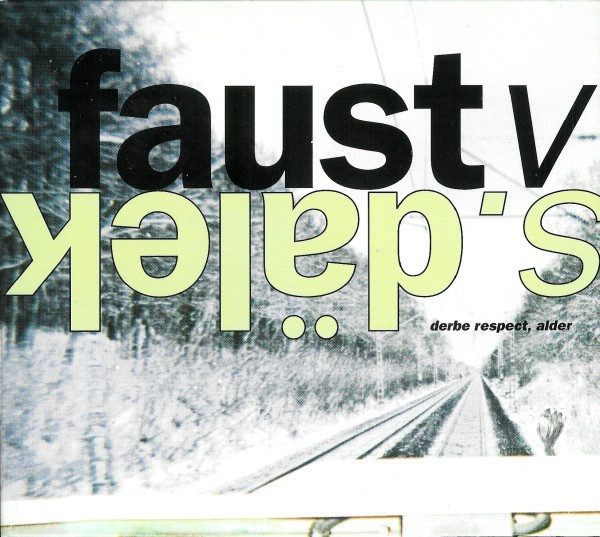 faust v
s. dälek
derbe respect, alder